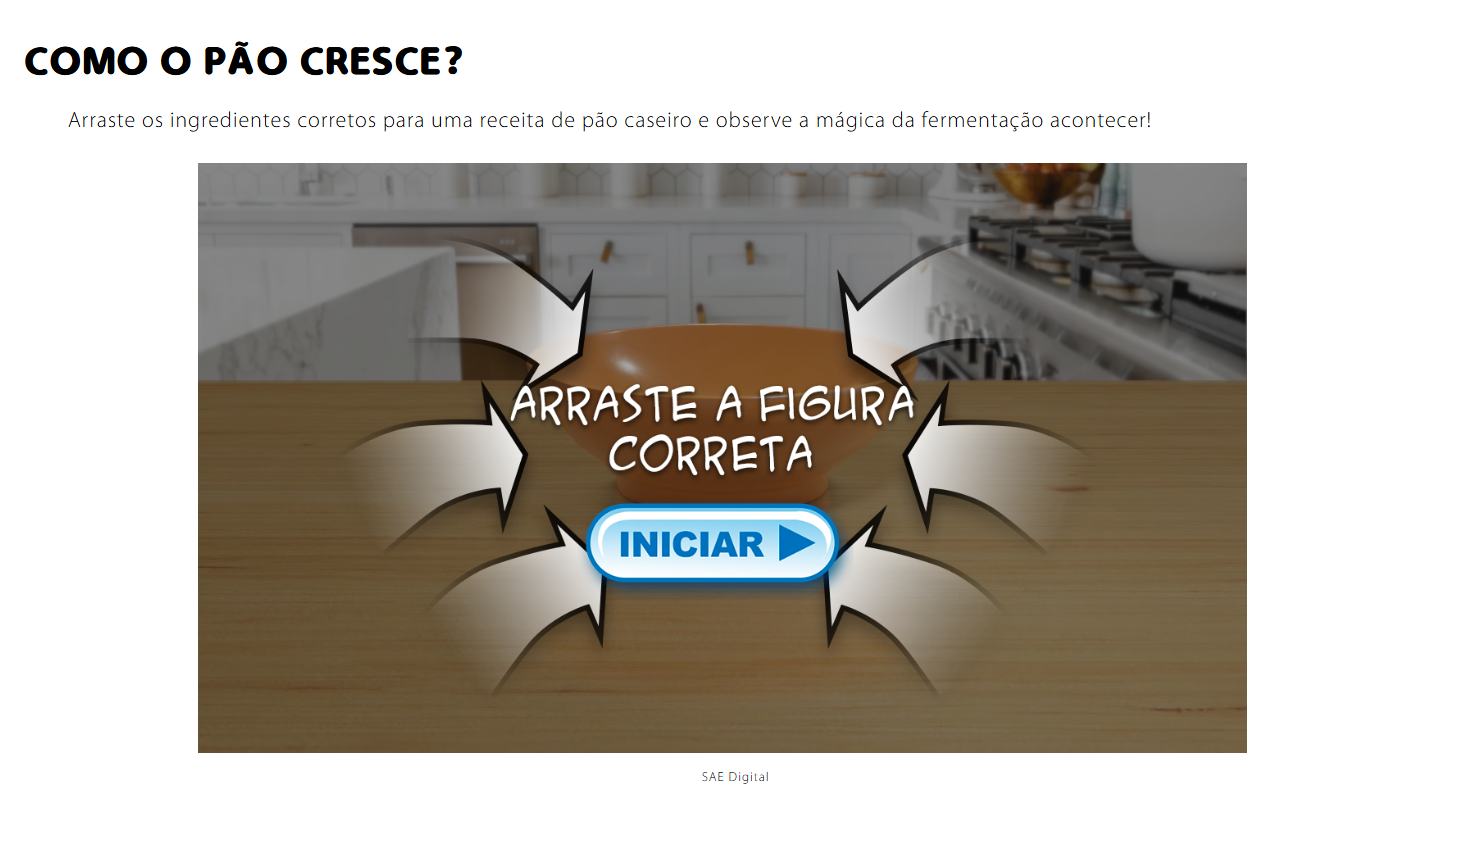 COMO O PÃO CRESCE?
Arraste os ingredientes corretos para uma receita de pão caseiro e observe a mágica da fermentação acontecer!
ARRASTE A FIGURA
CORRETA
INICIAR
SAE Digital